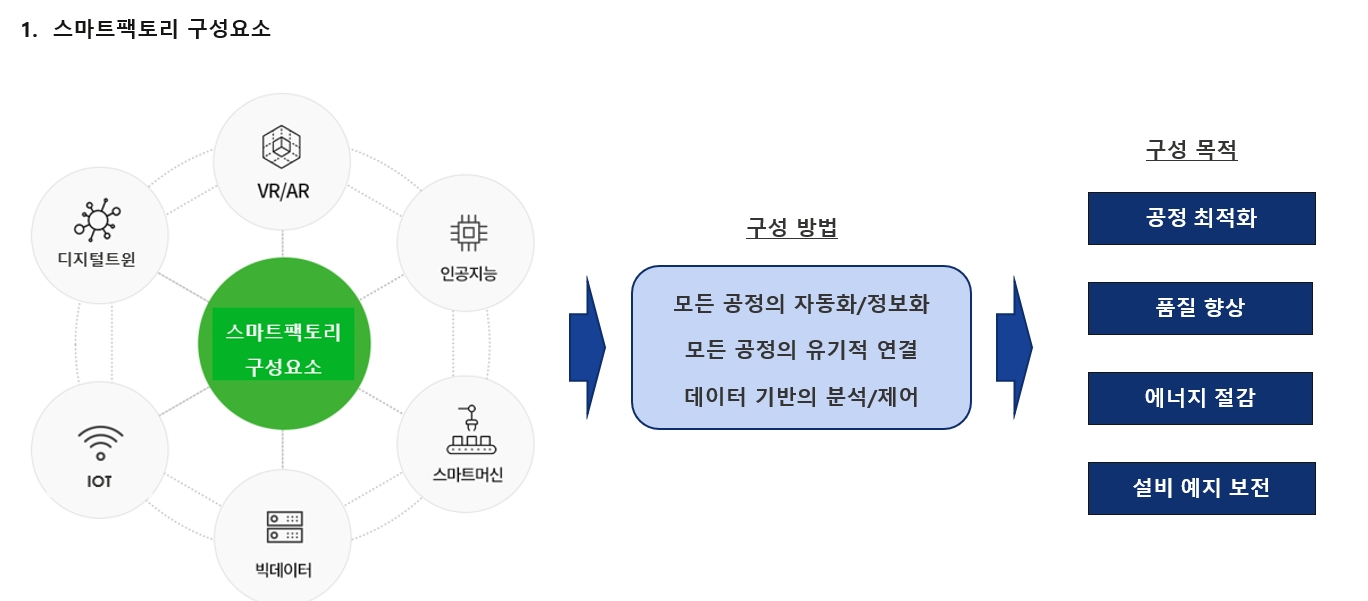 1. 스마트팩토리 구성요소
VR/AR
디지털트윈
인공지능
스마트팩토리
구성요소
IOT
스마트머신
빅데이터
구성 방법
모든 공정의 자동화/정보화
모든 공정의 유기적 연결
데이터 기반의 분석/제어
구성 목적
공정 최적화
품질 향상
에너지 절감
설비 예지 보전